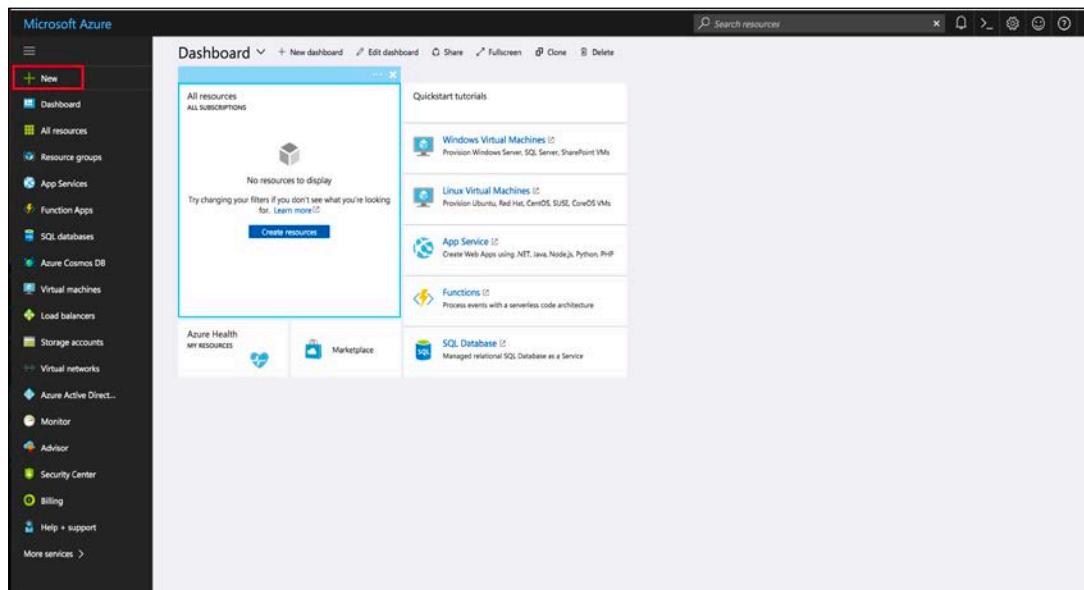 Microsoft Azure
Search resources
New
Dashboard
All resources
Resource groups
App Services
Function Apps
SQL databases
Azure Cosmos DB
Virtual machines
Load balancers
Storage accounts
Virtual networks
Azure Active Direct...
Monitor
Advisor
Security Center
Billing
Help + support
More services >
Dashboard
+ New dashboard
Edit dashboard
Share
Fullscreen
Clone
Delete
All resources
ALL SUBSCRIPTIONS
No resources to display
Try changing your filters if you don't see what you're looking
for. Learn more
Create resources
Azure Health
MY RESOURCES
Marketplace
Quickstart tutorials
Windows Virtual Machines
Provision Windows Server, SQL Server, SharePoint VMs
Linux Virtual Machines
Provision Ubuntu, Red Hat, CentOS, SUSE, CoreOS VMs
App Service
Create Web Apps using .NET, Java, Node.js, Python, PHP
Functions
Process events with a serverless code architecture
SQL Database
SQL
Managed relational SQL Database as a Service